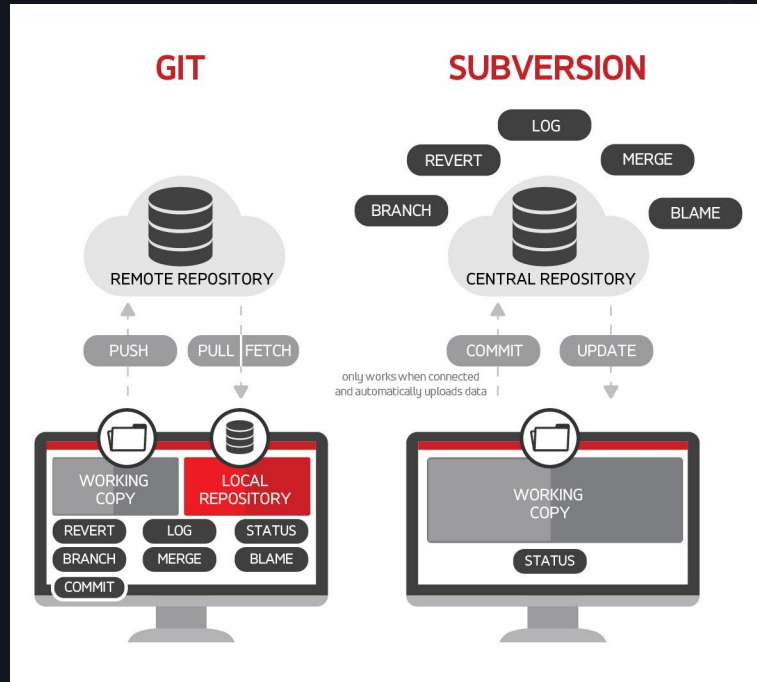 GIT
REMOTE REPOSITORY
PUSH
PULL FETCH
WORKING
COPY
LOCAL
REPOSITORY
REVERT LOG STATUS
BRANCH MERGE BLAME
COMMIT
SUBVERSION
LOG
REVERT MERGE
BRANCH BLAME
CENTRAL REPOSITORY
COMMIT UPDATE
only works when connected
and automatically uploads data
WORKING
COPY
STATUS